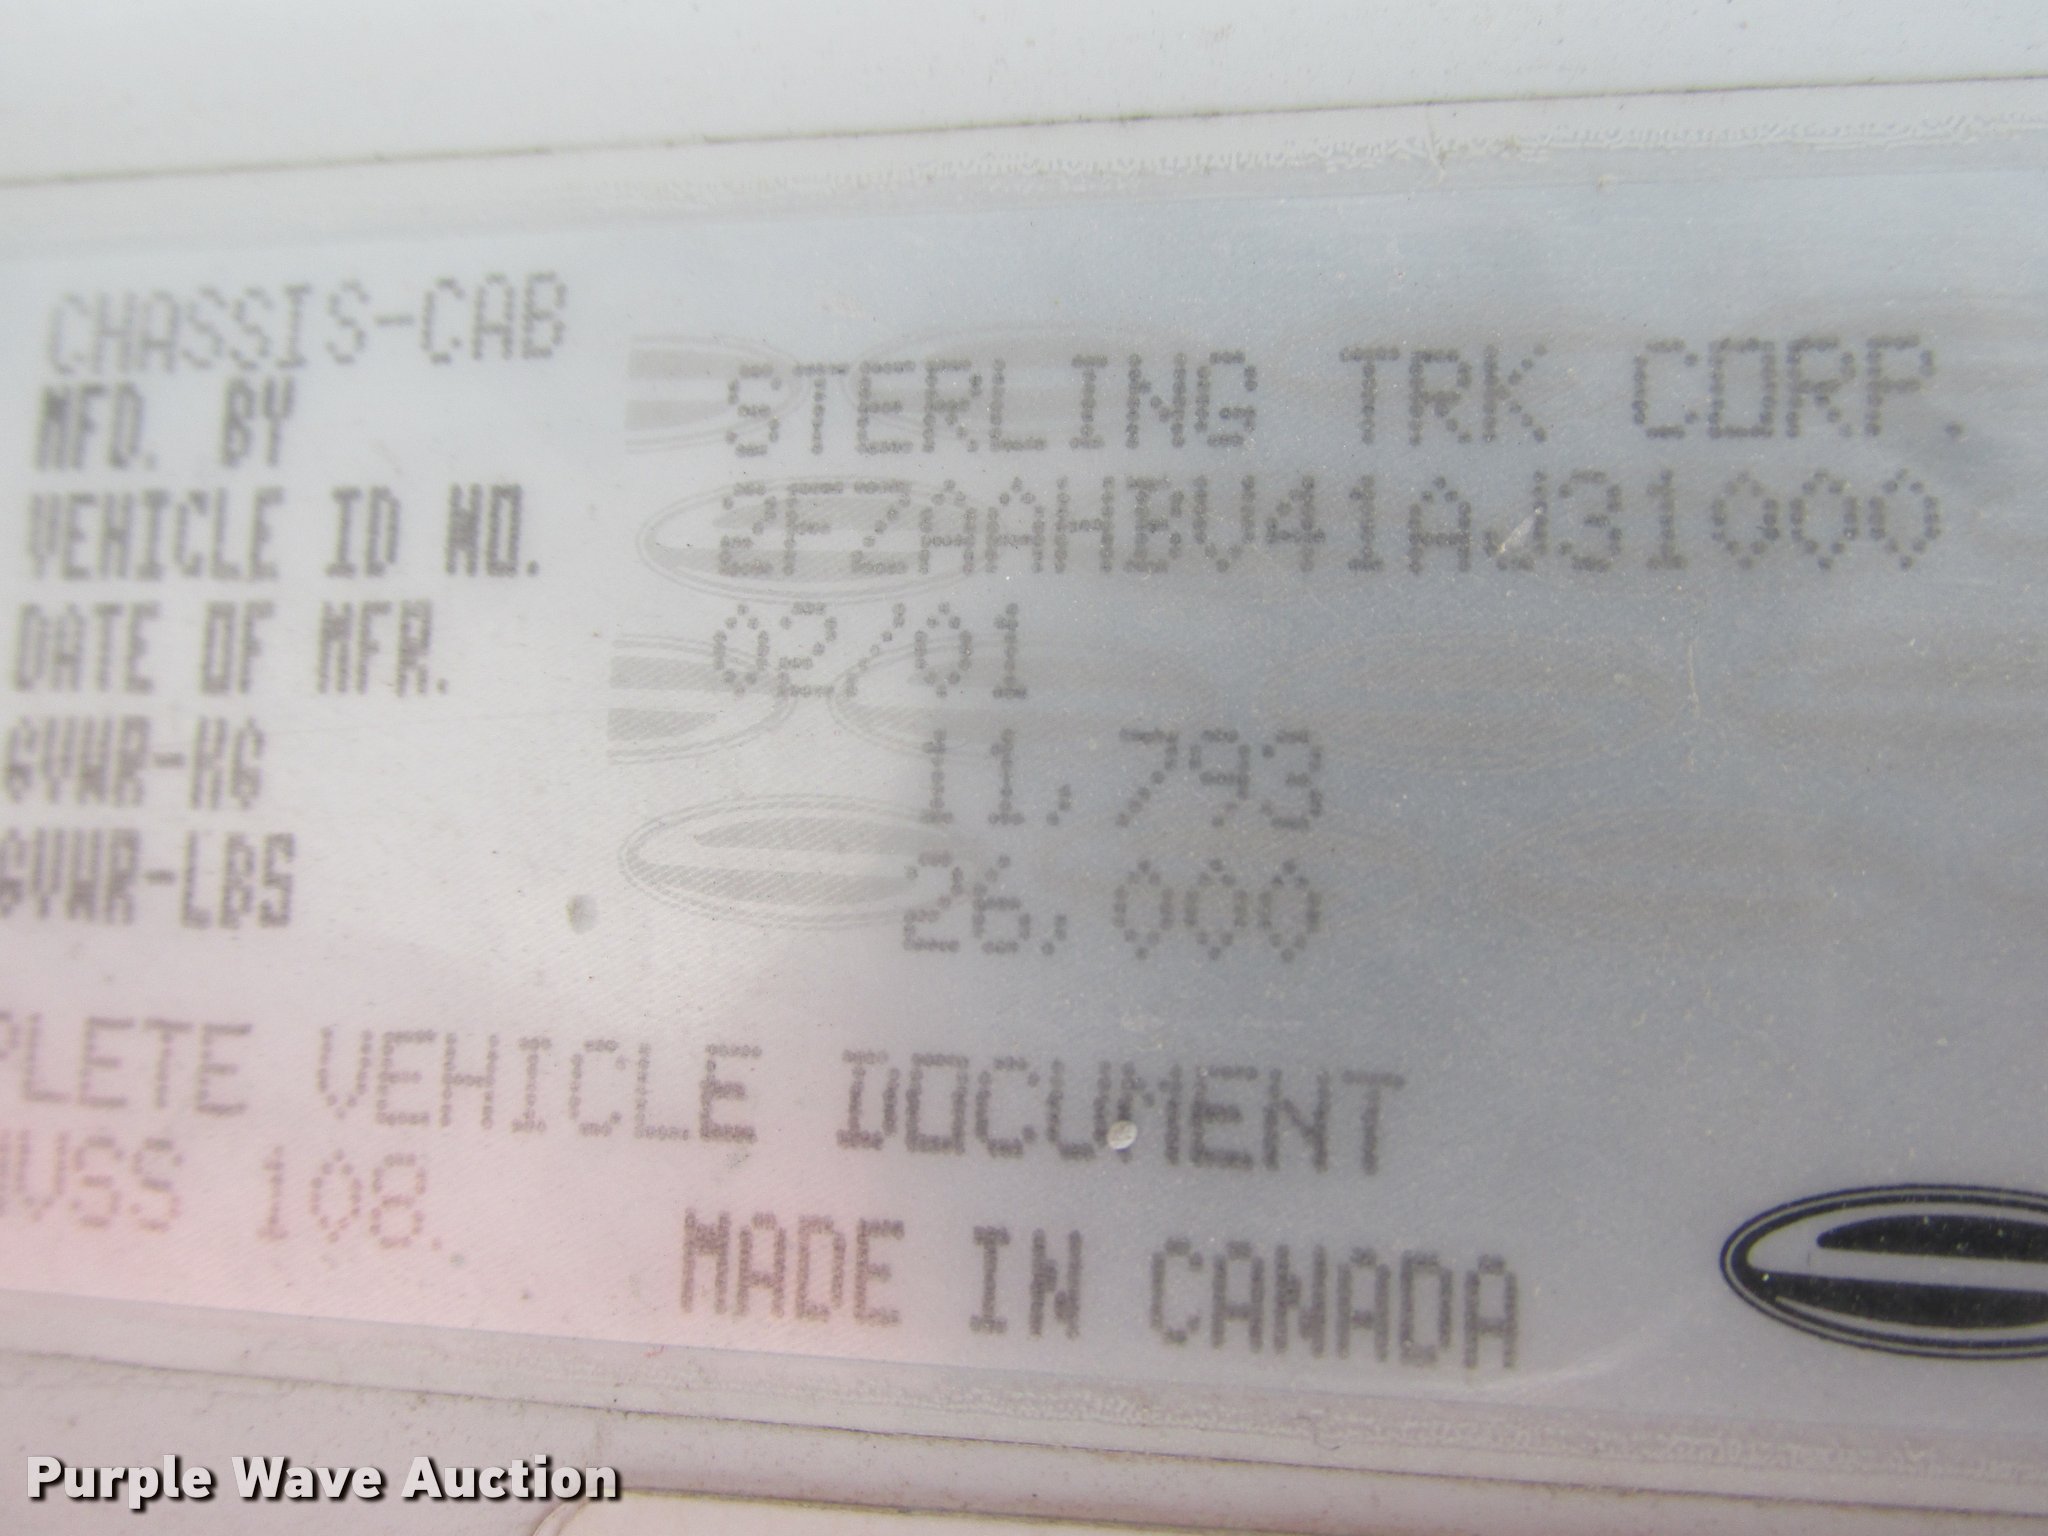 CHASSIS-CAB
MFD. BY STERLING TRK CORP.
VEHICLE ID NO. 2FZAAHBV41AJ31000
DATE OF MFR. 02/01
GVWR-KG 11,793
GVWR-LBS 26,000
PLETE VEHICLE DOCUMENT
MVSS 108.
MADE IN CANADA
Purple Wave Auction